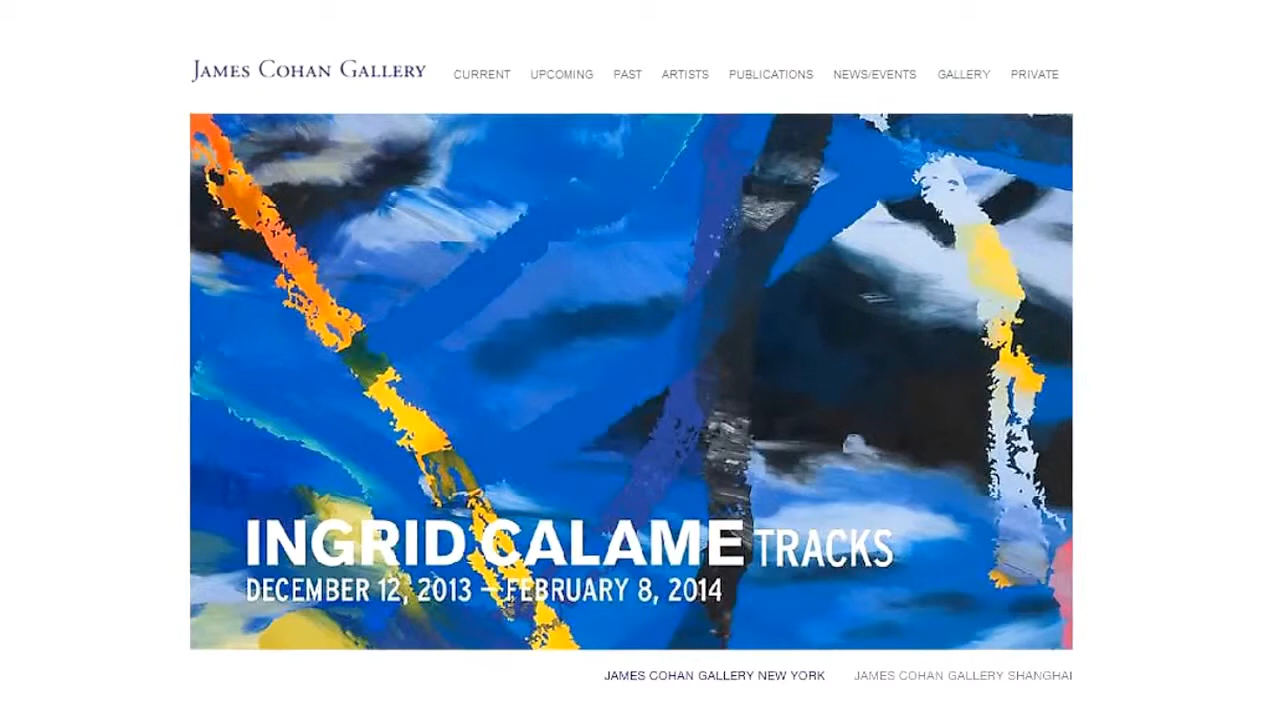 JAMES COHAN GALLERY CURRENT UPCOMING PAST ARTISTS PUBLICATIONS NEWS/EVENTS GALLERY PRIVATE
INGRID CALAME TRACKS
DECEMBER 12, 2013 – FEBRUARY 8, 2014
JAMES COHAN GALLERY NEW YORK JAMES COHAN GALLERY SHANGHAI